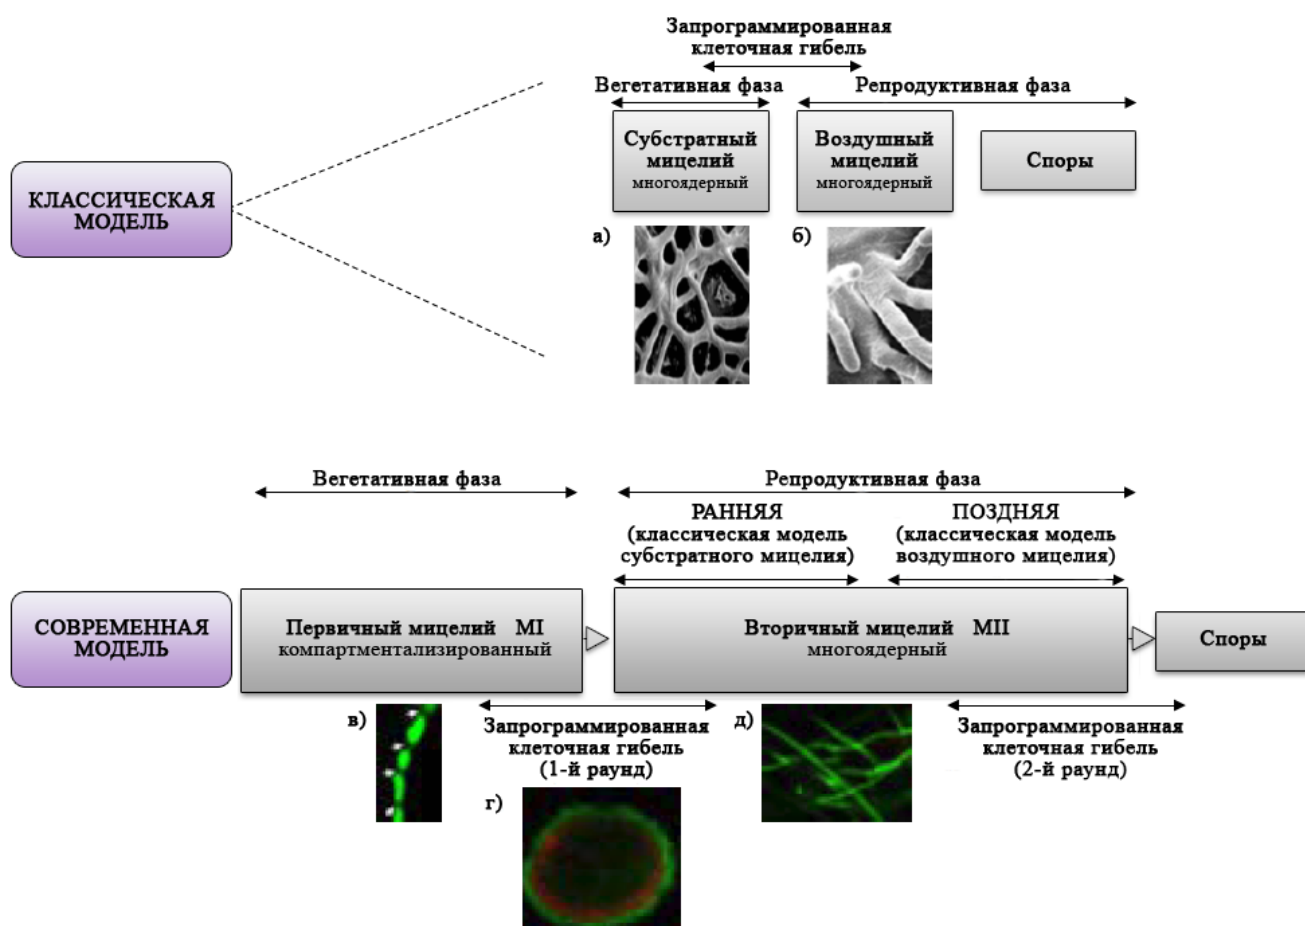 Запрограммированная
клеточная гибель
Вегетативная фаза
Репродуктивная фаза
Субстратный
мицелий
многоядерный
Воздушный
мицелий
многоядерный
Споры
КЛАССИЧЕСКАЯ
МОДЕЛЬ
а)
б)
Вегетативная фаза
Репродуктивная фаза
РАННЯЯ
(классическая модель
субстратного мицелия)
ПОЗДНЯЯ
(классическая модель
воздушного мицелия)
СОВРЕМЕННАЯ
МОДЕЛЬ
Первичный мицелий MI
компартментализированный
Вторичный мицелий MII
многоядерный
Споры
в)
Запрограммированная
клеточная гибель
(1-й раунд)
г)
д)
Запрограммированная
клеточная гибель
(2-й раунд)